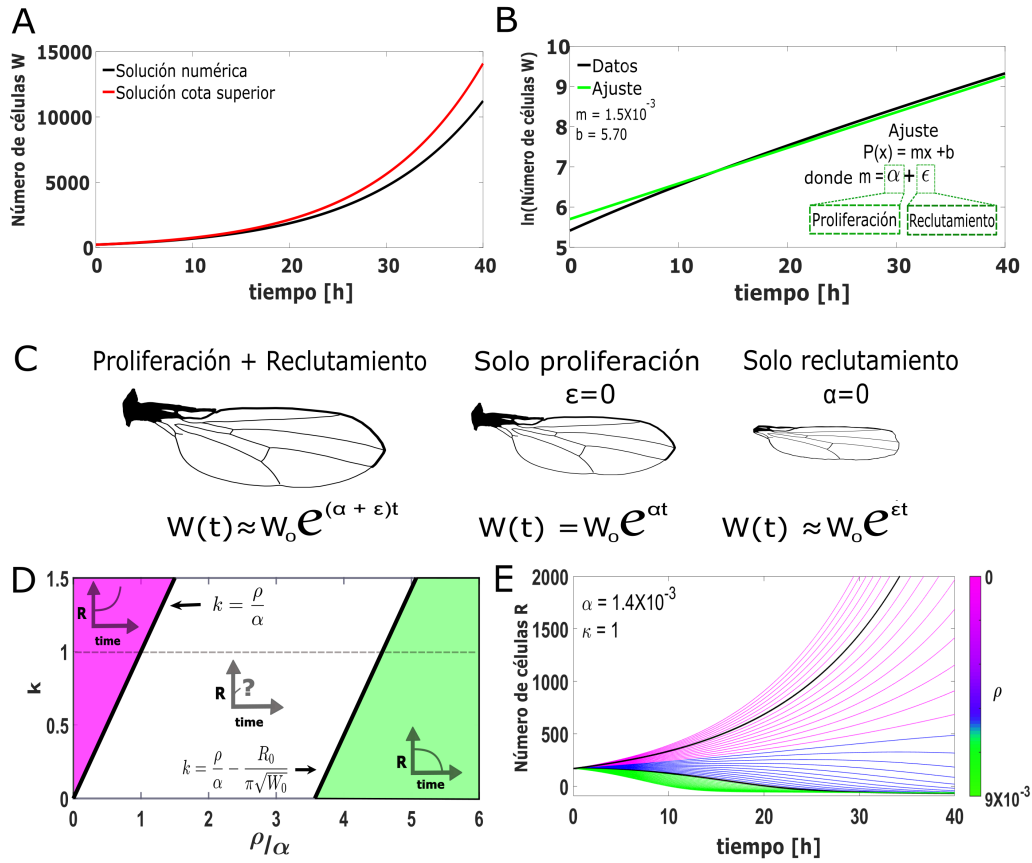 A
Número de células W
15000
10000
5000
0
Solución numérica
Solución cota superior
0 10 20 30 40
tiempo [h]
B
ln(Número de células W)
10
9
8
7
6
5
Datos
Ajuste
m = 1.5X10⁻³
b = 5.70
Ajuste
P(x) = mx +b
donde m = α + ϵ
Proliferación Reclutamiento
0 10 20 30 40
tiempo [h]
C
Proliferación + Reclutamiento
W(t) ≈ W₀ e^(α + ε)t
Solo proliferación
ε=0
W(t) = W₀ e^αt
Solo reclutamiento
α=0
W(t) ≈ W₀ e^εt
D
k
1.5
1
0.5
0
R
time
k = ρ/α
R
?
time
k = ρ/α − R₀/π√W₀
R
time
0 1 2 3 4 5 6
ρ/α
E
Número de células R
2000
1500
1000
500
0
α = 1.4X10⁻³
κ = 1
0 10 20 30 40
tiempo [h]
0
ρ
9X10⁻³